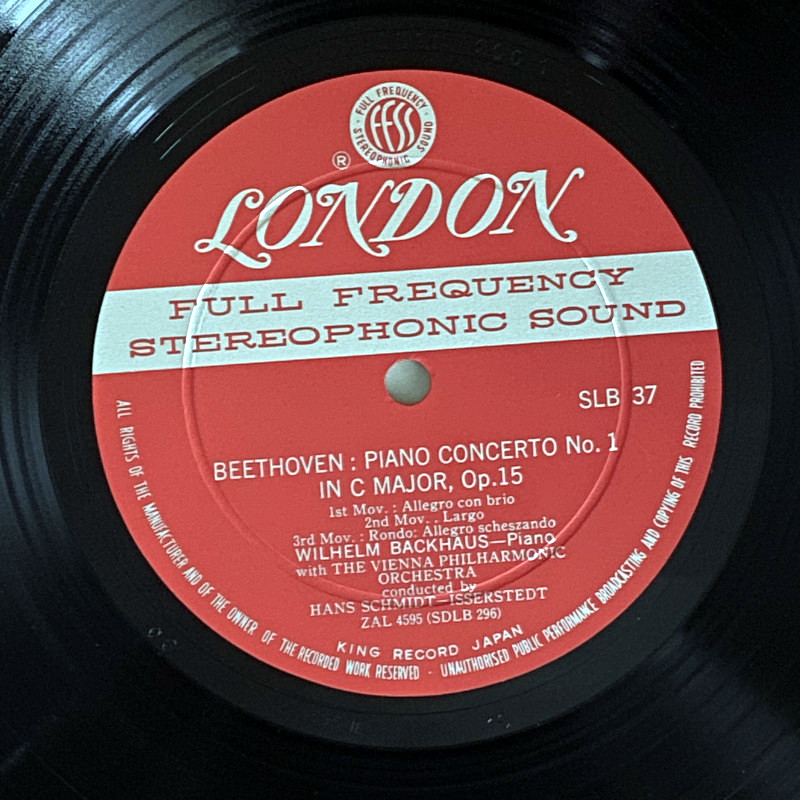 FULL FREQUENCY
ffss
STEREOPHONIC SOUND
®
LONDON
FULL FREQUENCY
STEREOPHONIC SOUND
SLB 37
BEETHOVEN : PIANO CONCERTO No. 1
IN C MAJOR, Op.15
1st Mov. : Allegro con brio
2nd Mov. . Largo
3rd Mov. : Rondo: Allegro scheszando
WILHELM BACKHAUS—Piano
with THE VIENNA PHILHARMONIC
ORCHESTRA
conducted by
HANS SCHMIDT—ISSERSTEDT
ZAL 4595 (SDLB 296)
KING RECORD JAPAN
ALL RIGHTS OF THE MANUFACTURER AND OF THE OWNER OF THE RECORDED WORK RESERVED · UNAUTHORISED PUBLIC PERFORMANCE BROADCASTING AND COPYING OF THIS RECORD PROHIBITED